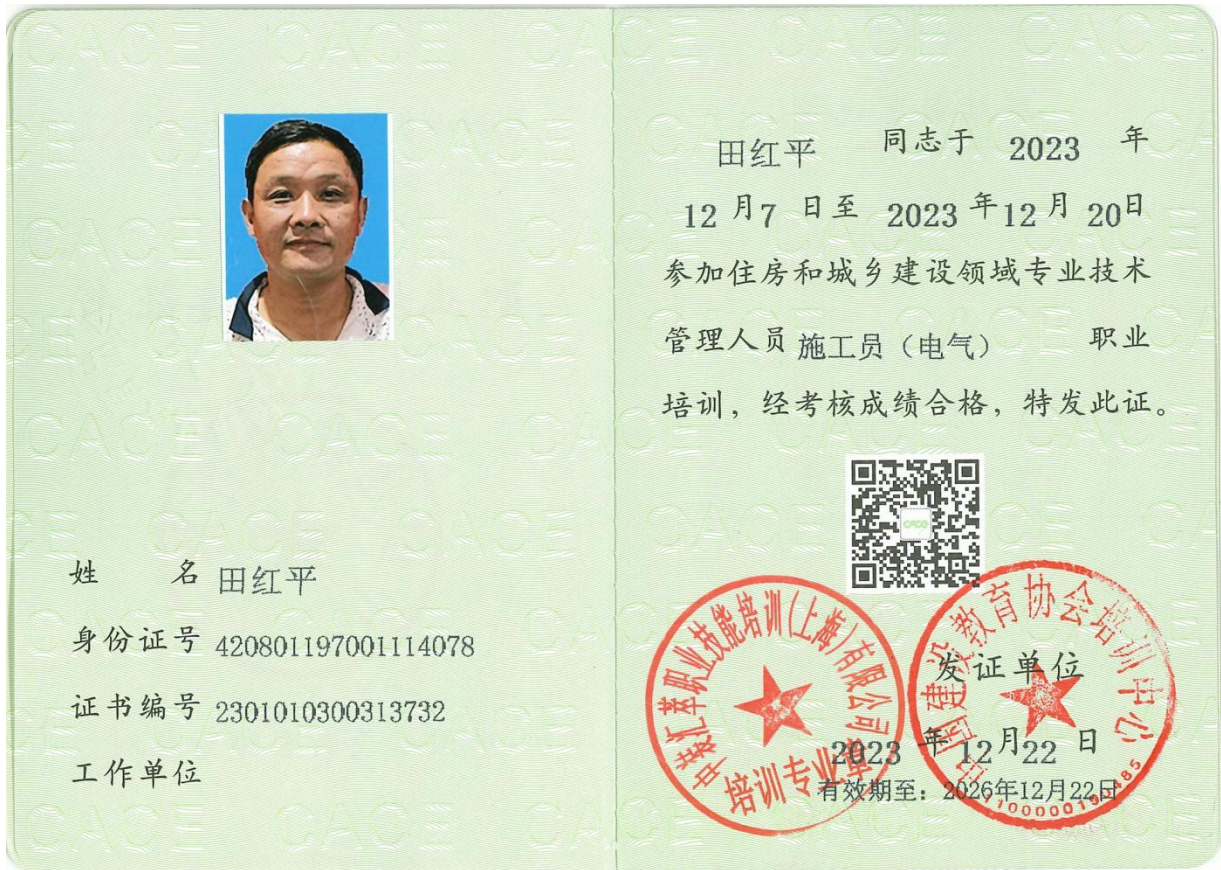 姓 名 田红平
身份证号 420801197001114078
证书编号 2301010300313732
工作单位
田红平 同志于 2023 年
12 月 7 日至 2023 年 12 月 20 日
参加住房和城乡建设领域专业技术
管理人员 施工员（电气） 职业
培训，经考核成绩合格，特发此证。
CACE
中装汇萃职业技能培训(上海)有限公司
培训专业章
中国建设教育协会培训中心
发证单位
2023 年 12 月 22 日
有效期至：2026年12月22日